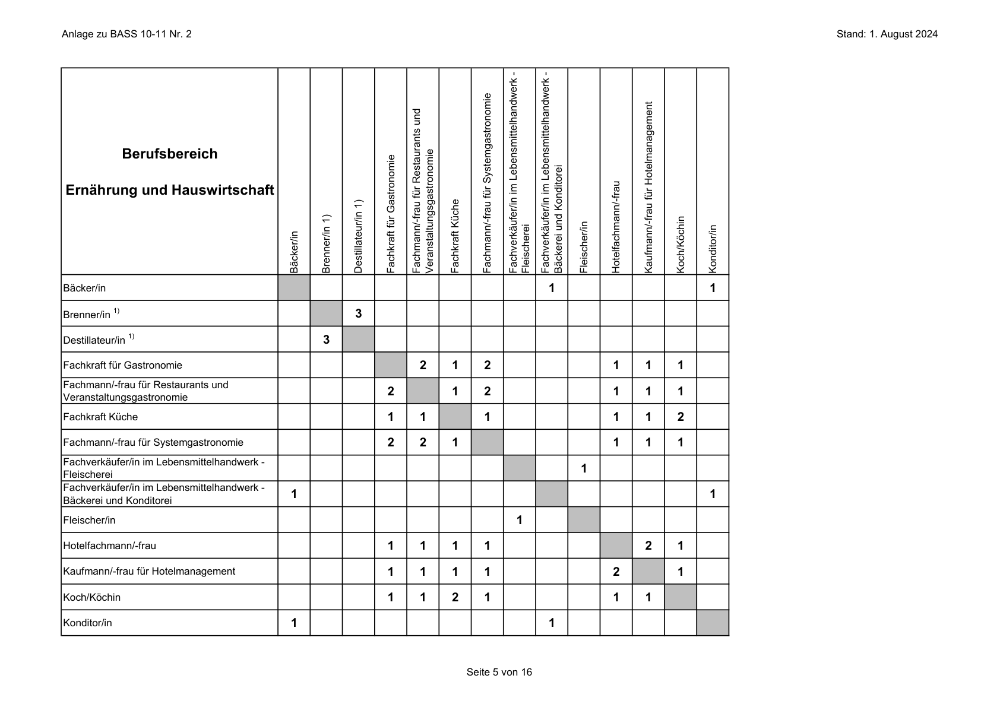 Anlage zu BASS 10-11 Nr. 2
Stand: 1. August 2024
Berufsbereich
Ernährung und Hauswirtschaft
Bäcker/in
Brenner/in 1)
Destillateur/in 1)
Fachkraft für Gastronomie
Fachmann/-frau für Restaurants und
Veranstaltungsgastronomie
Fachkraft Küche
Fachmann/-frau für Systemgastronomie
Fachverkäufer/in im Lebensmittelhandwerk -
Fleischerei
Fachverkäufer/in im Lebensmittelhandwerk -
Bäckerei und Konditorei
Fleischer/in
Hotelfachmann/-frau
Kaufmann/-frau für Hotelmanagement
Koch/Köchin
Konditor/in
Bäcker/in 1 1
Brenner/in 1) 3
Destillateur/in 1) 3
Fachkraft für Gastronomie 2 1 2 1 1 1
Fachmann/-frau für Restaurants und
Veranstaltungsgastronomie 2 1 2 1 1 1
Fachkraft Küche 1 1 1 1 1 2
Fachmann/-frau für Systemgastronomie 2 2 1 1 1 1
Fachverkäufer/in im Lebensmittelhandwerk -
Fleischerei 1
Fachverkäufer/in im Lebensmittelhandwerk -
Bäckerei und Konditorei 1 1
Fleischer/in 1
Hotelfachmann/-frau 1 1 1 1 2 1
Kaufmann/-frau für Hotelmanagement 1 1 1 1 2 1
Koch/Köchin 1 1 2 1 1 1
Konditor/in 1 1
Seite 5 von 16